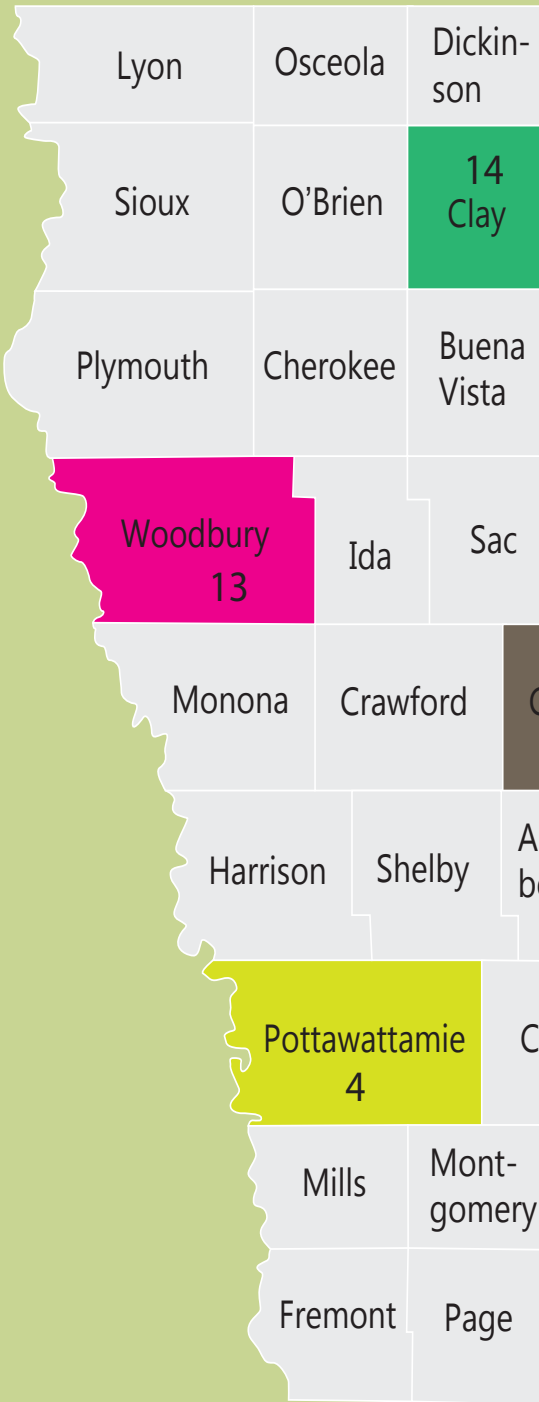 Lyon
Osceola
Dickin-
son
Sioux
O'Brien
14
Clay
Plymouth
Cherokee
Buena
Vista
Woodbury
13
Ida
Sac
Monona
Crawford
Harrison
Shelby
Pottawattamie
4
Mills
Mont-
gomery
Fremont
Page